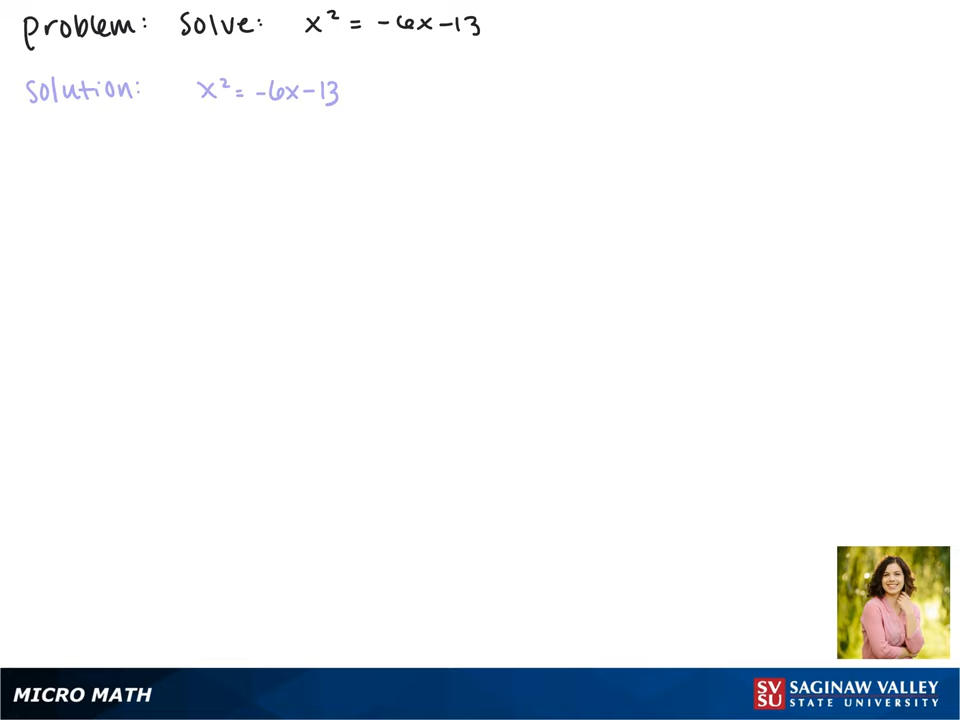 problem: solve: x² = -6x-13
solution: x² = -6x-13
MICRO MATH
SV SU SAGINAW VALLEY
STATE UNIVERSITY